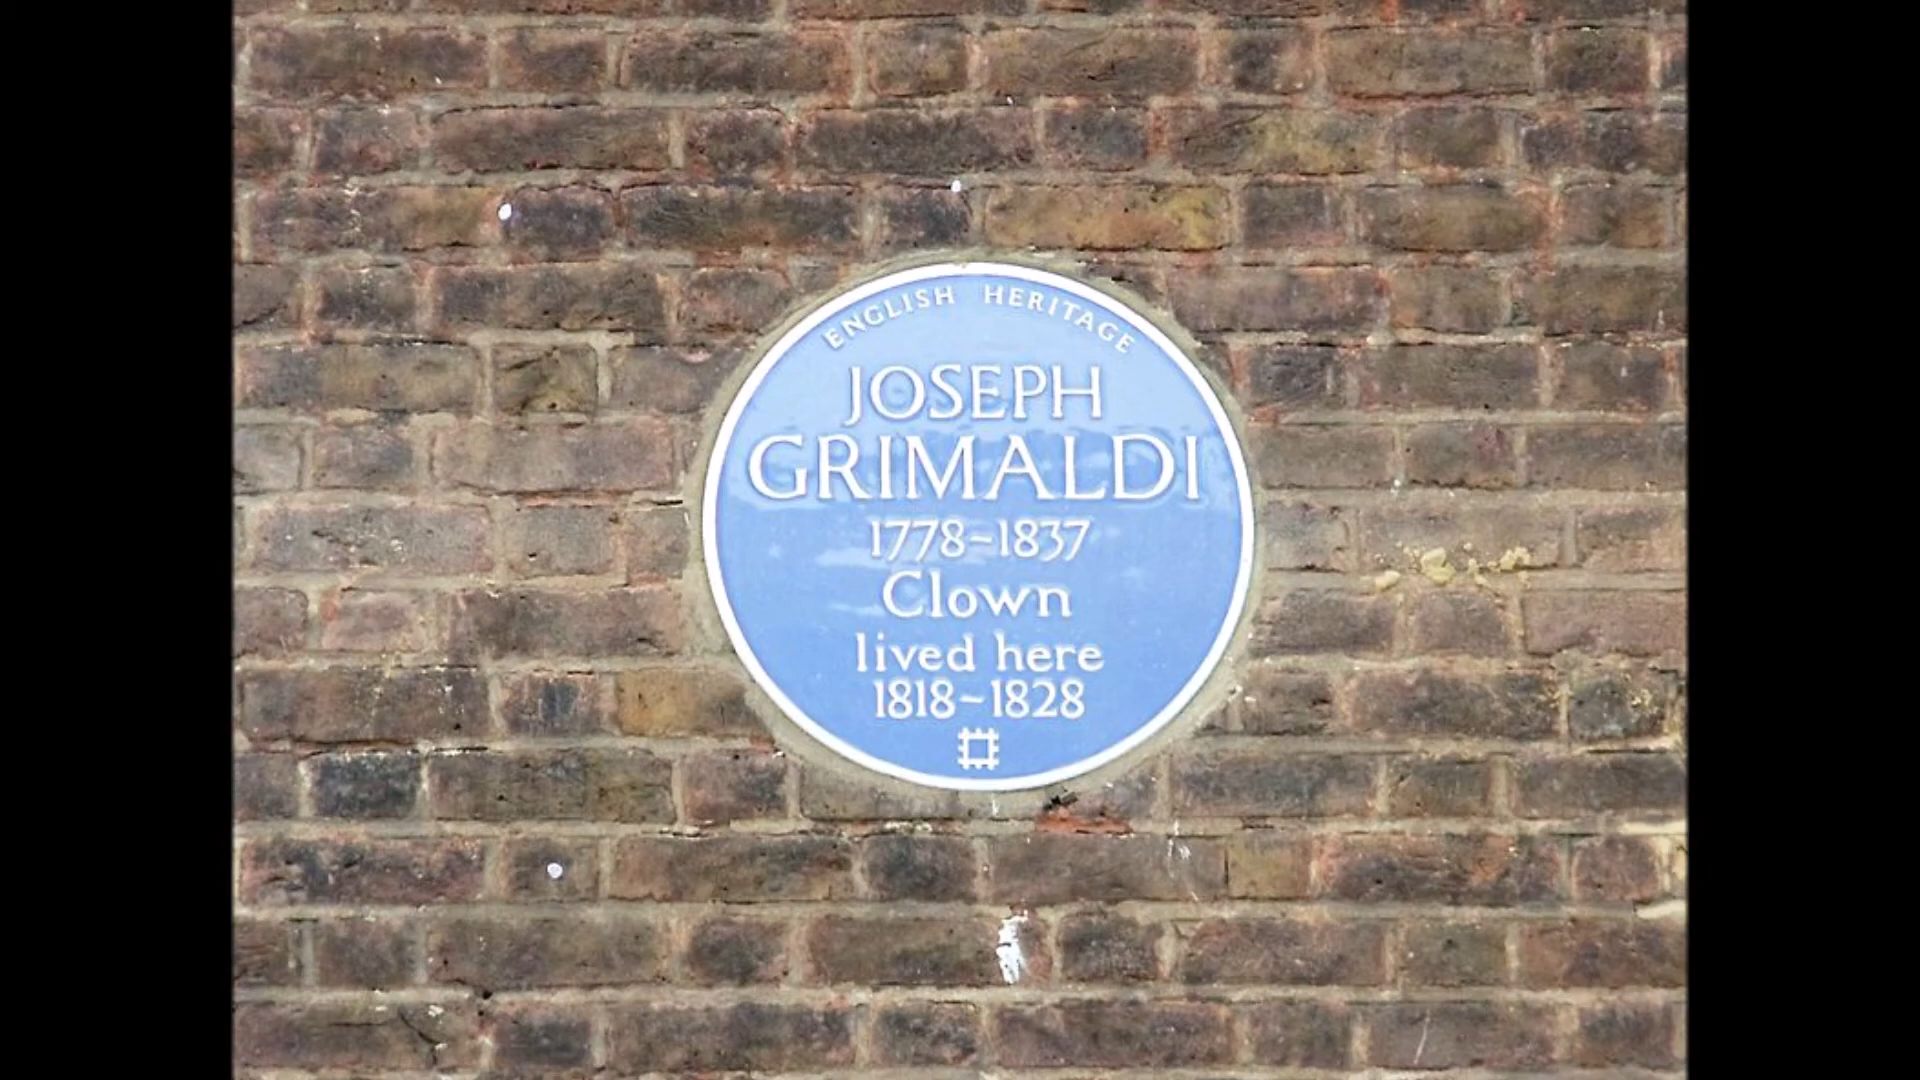 ENGLISH HERITAGE
JOSEPH
GRIMALDI
1778–1837
Clown
lived here
1818–1828